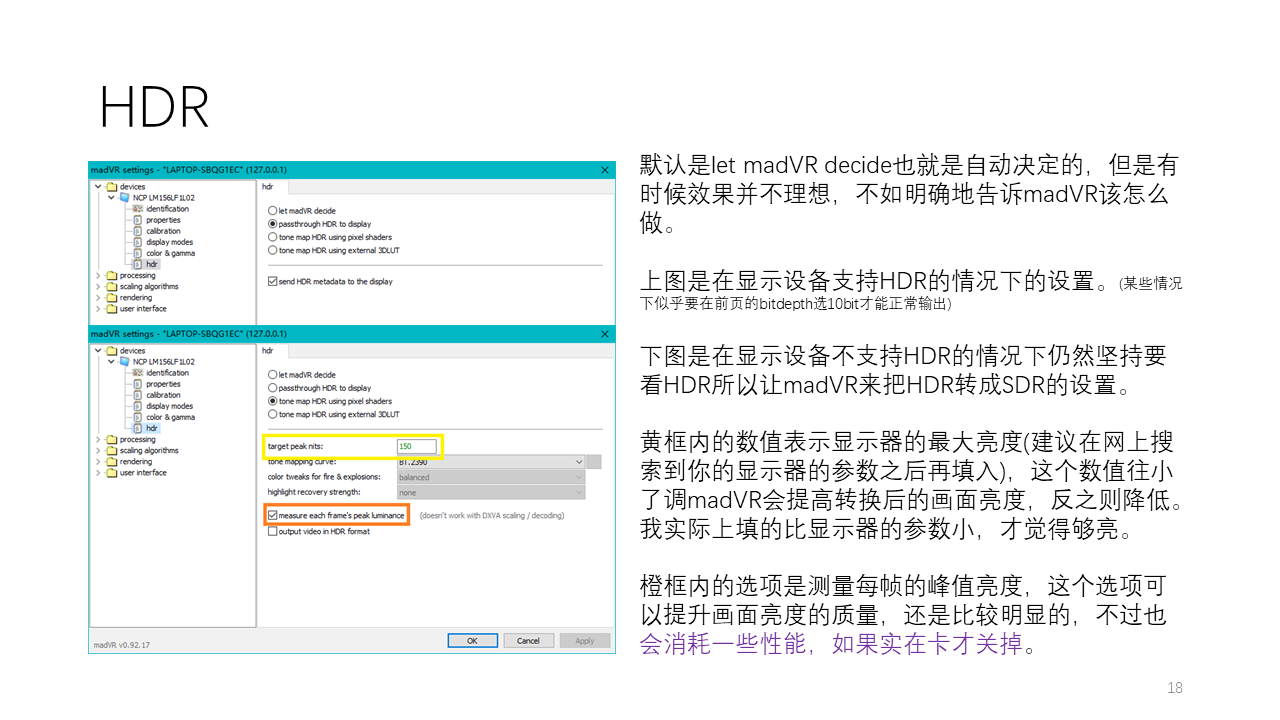 HDR
madVR settings - "LAPTOP-SBQG1EC" (127.0.0.1)
devices
NCP LM156LF1L02
identification
properties
calibration
display modes
color & gamma
hdr
processing
scaling algorithms
rendering
user interface
hdr
let madVR decide
passthrough HDR to display
tone map HDR using pixel shaders
tone map HDR using external 3DLUT
send HDR metadata to the display
madVR settings - "LAPTOP-SBQG1EC" (127.0.0.1)
devices
NCP LM156LF1L02
identification
properties
calibration
display modes
color & gamma
hdr
processing
scaling algorithms
rendering
user interface
hdr
let madVR decide
passthrough HDR to display
tone map HDR using pixel shaders
tone map HDR using external 3DLUT
target peak nits: 150
tone mapping curve: BT.2390
color tweaks for fire & explosions: balanced
highlight recovery strength: none
measure each frame's peak luminance (doesn't work with DXVA scaling / decoding)
output video in HDR format
madVR v0.92.17
OK Cancel Apply
默认是let madVR decide也就是自动决定的，但是有
时候效果并不理想，不如明确地告诉madVR该怎么
做。
上图是在显示设备支持HDR的情况下的设置。(某些情况
下似乎要在前页的bitdepth选10bit才能正常输出)
下图是在显示设备不支持HDR的情况下仍然坚持要
看HDR所以让madVR来把HDR转成SDR的设置。
黄框内的数值表示显示器的最大亮度(建议在网上搜
索到你的显示器的参数之后再填入)，这个数值往小
了调madVR会提高转换后的画面亮度，反之则降低。
我实际上填的比显示器的参数小，才觉得够亮。
橙框内的选项是测量每帧的峰值亮度，这个选项可
以提升画面亮度的质量，还是比较明显的，不过也
会消耗一些性能，如果实在卡才关掉。
18